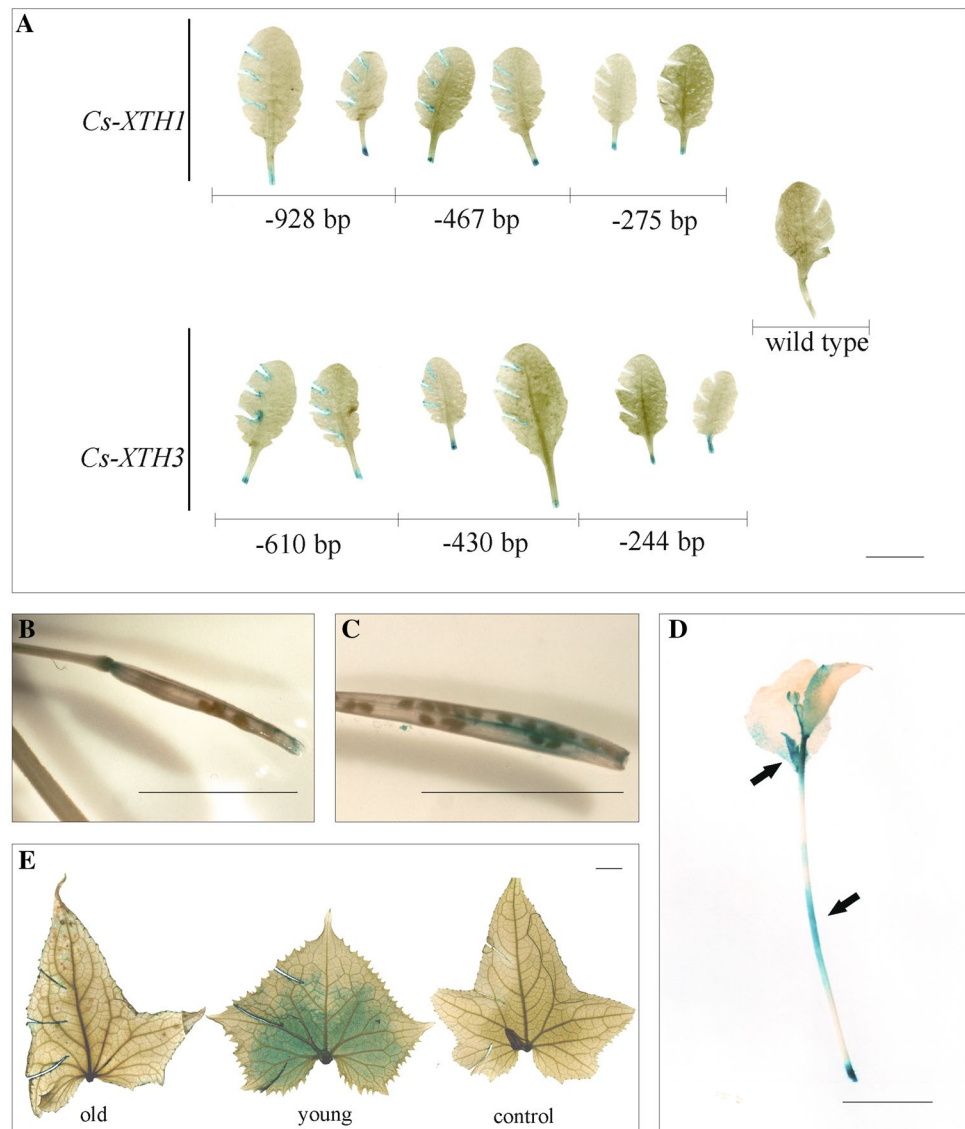 A
Cs-XTH1
-928 bp
-467 bp
-275 bp
wild type
Cs-XTH3
-610 bp
-430 bp
-244 bp
B
C
D
E
old
young
control